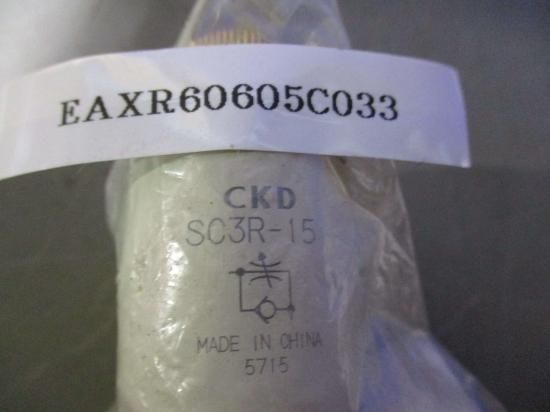 EAXR60605C033
CKD
SC3R-15
MADE IN CHINA
5715